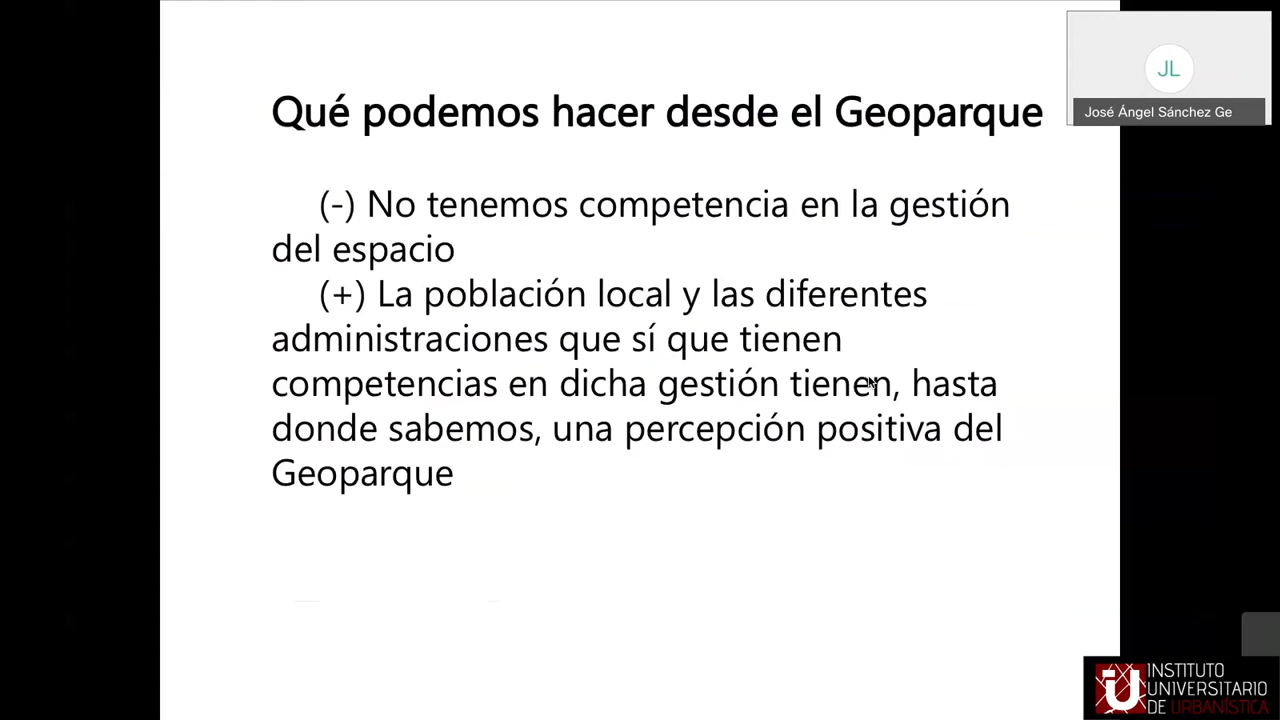 Qué podemos hacer desde el Geoparque
JL
José Ángel Sánchez Ge
(-) No tenemos competencia en la gestión
del espacio
(+) La población local y las diferentes
administraciones que sí que tienen
competencias en dicha gestión tienen, hasta
donde sabemos, una percepción positiva del
Geoparque
iU
INSTITUTO
UNIVERSITARIO
DE URBANÍSTICA